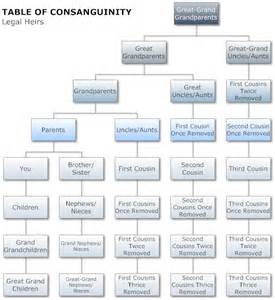 TABLE OF CONSANGUINITY
Legal Heirs
Great-Grand
Grandparents
Great
Grandparents
Great-Grand
Uncles/Aunts
Grandparents
Great
Uncles/Aunts
First Cousins
Twice
Removed
Parents
Uncles/Aunts
First Cousin
Once Removed
Second Cousin
Once Removed
You
Brother/
Sister
First Cousin
Second
Cousin
Third Cousin
Children
Nephews/
Nieces
First Cousins
Once
Removed
Second
Cousins Once
Removed
Third Cousins
Once
Removed
Grand
Grandchildren
Grand Nephews/
Nieces
First Cousins
Twice
Removed
Second
Cousins Twice
Removed
Third Cousins
Twice
Removed
Great Grand
Children
Great-Grand
Nephews/
Nieces
First Cousins
Thrice
Removed
Second
Cousins Thrice
Removed
Third Cousins
Thrice
Removed